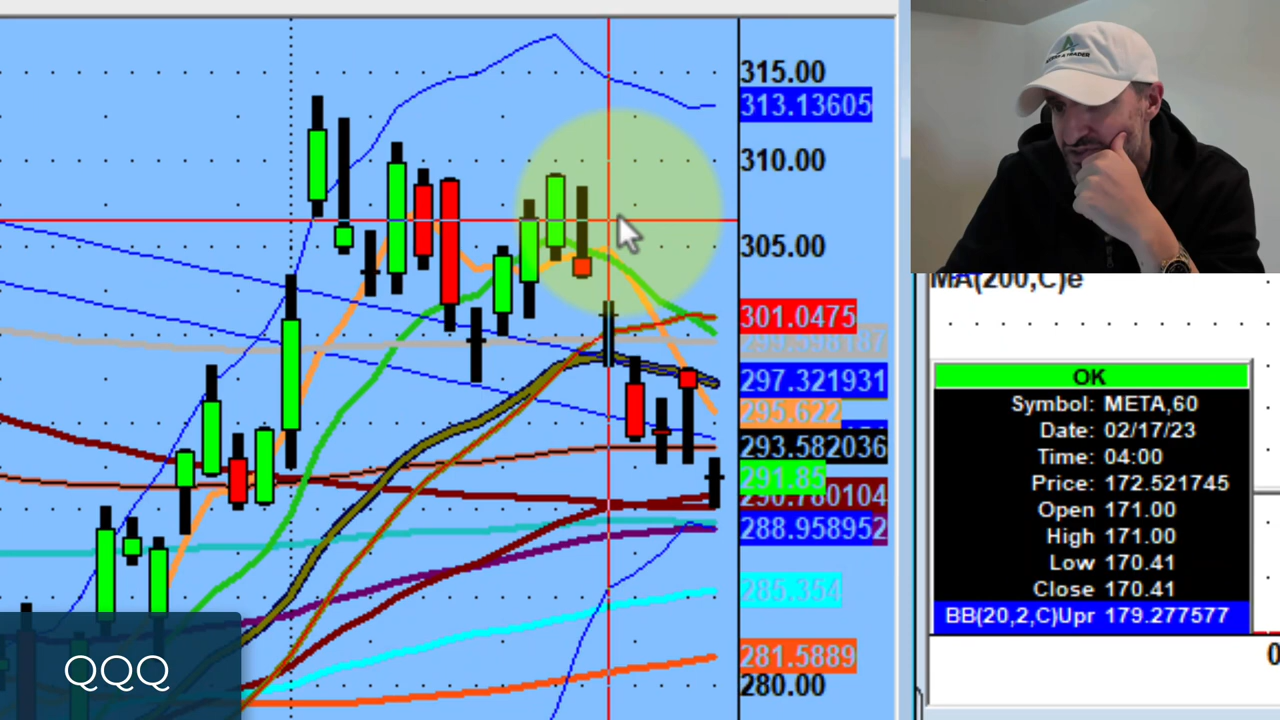 315.00
313.13605
310.00
305.00
301.0475
297.321931
295.622
293.582036
291.85
288.958952
285.354
281.5889
280.00
QQQ
MA(200,C)e
OK
Symbol: META,60
Date: 02/17/23
Time: 04:00
Price: 172.521745
Open 171.00
High 171.00
Low 170.41
Close 170.41
BB(20,2,C)Upr 179.277577